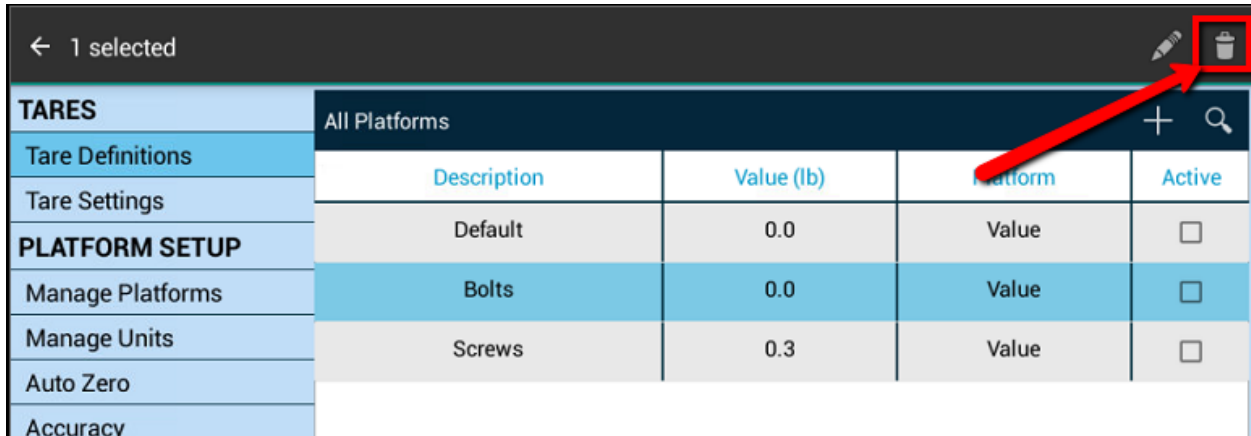 1 selected
TARES
Tare Definitions
Tare Settings
PLATFORM SETUP
Manage Platforms
Manage Units
Auto Zero
Accuracy
All Platforms
Description Value (lb) Platform Active
Default 0.0 Value
Bolts 0.0 Value
Screws 0.3 Value